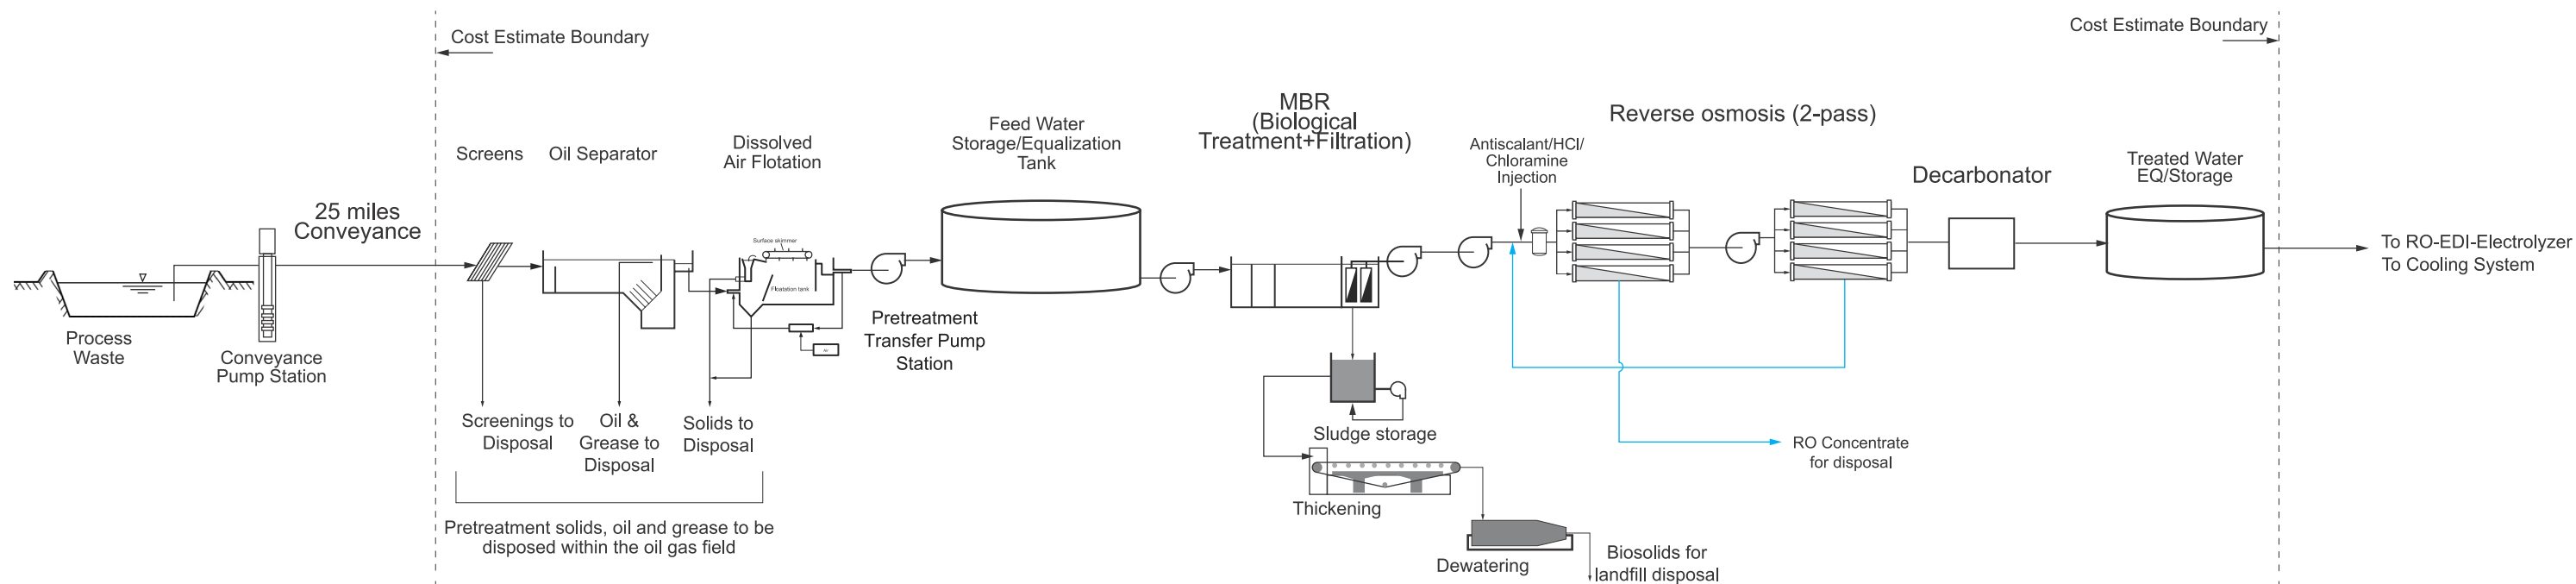 Cost Estimate Boundary
Cost Estimate Boundary
Process
Waste
Conveyance
Pump Station
25 miles
Conveyance
Screens
Oil Separator
Dissolved
Air Flotation
Surface skimmer
Floatation tank
Air
Screenings to
Disposal
Oil &
Grease to
Disposal
Solids to
Disposal
Pretreatment solids, oil and grease to be
disposed within the oil gas field
Pretreatment
Transfer Pump
Station
Feed Water
Storage/Equalization
Tank
MBR
(Biological
Treatment+Filtration)
Sludge storage
Thickening
Dewatering
Biosolids for
landfill disposal
Antiscalant/HCl/
Chloramine
Injection
Reverse osmosis (2-pass)
RO Concentrate
for disposal
Decarbonator
Treated Water
EQ/Storage
To RO-EDI-Electrolyzer
To Cooling System